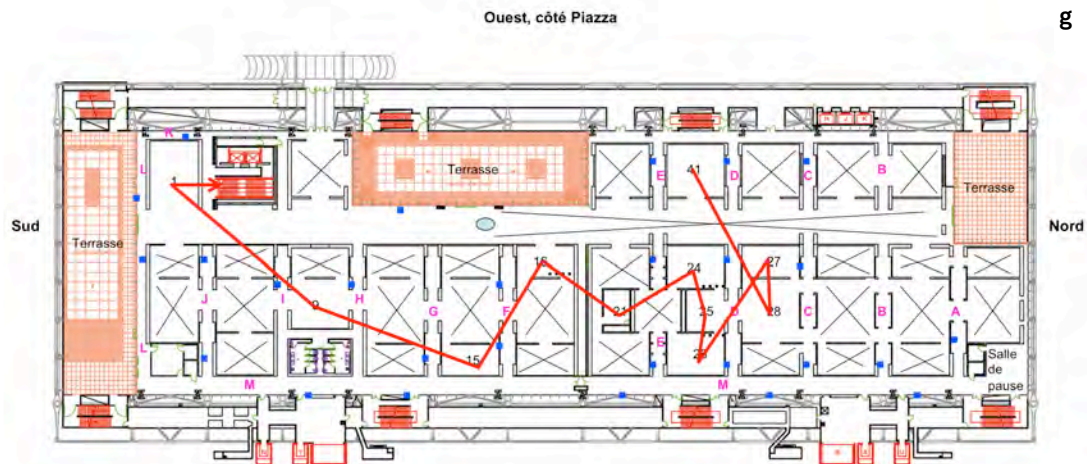 Ouest, côté Piazza
g
R
L
1
Terrasse
E
41
D
C
B
Terrasse
Sud
Terrasse
Nord
16
24
27
J
I
H
9
G
F
21
25
D
28
C
B
A
L
15
Salle
de
pause
M
M